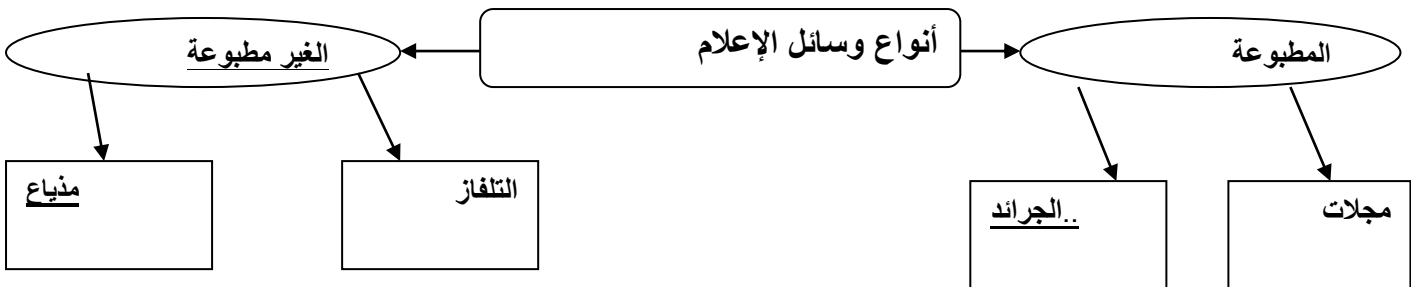 أنواع وسائل الإعلام
المطبوعة
الغير مطبوعة
مجلات
..الجرائد
التلفاز
مذياع